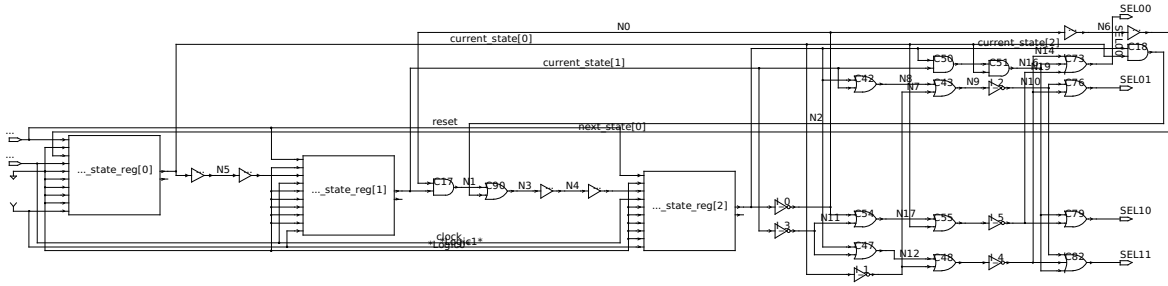 SEL00
N0
N6
current_state[0]
current_state[2]
C18
N14
C50
C51
N16
C73
N19
current_state[1]
C42
N8
C43
N9
2
N10
C76
SEL01
N7
N2
reset
next_state[0]
...
...
..._state_reg[0]
N5
..._state_reg[1]
C17
N1
C90
N3
N4
..._state_reg[2]
0
3
N11
C54
N17
C55
5
C79
SEL10
clock
*Logic1*
*Logic0*
C47
N12
C48
4
C82
SEL11
1